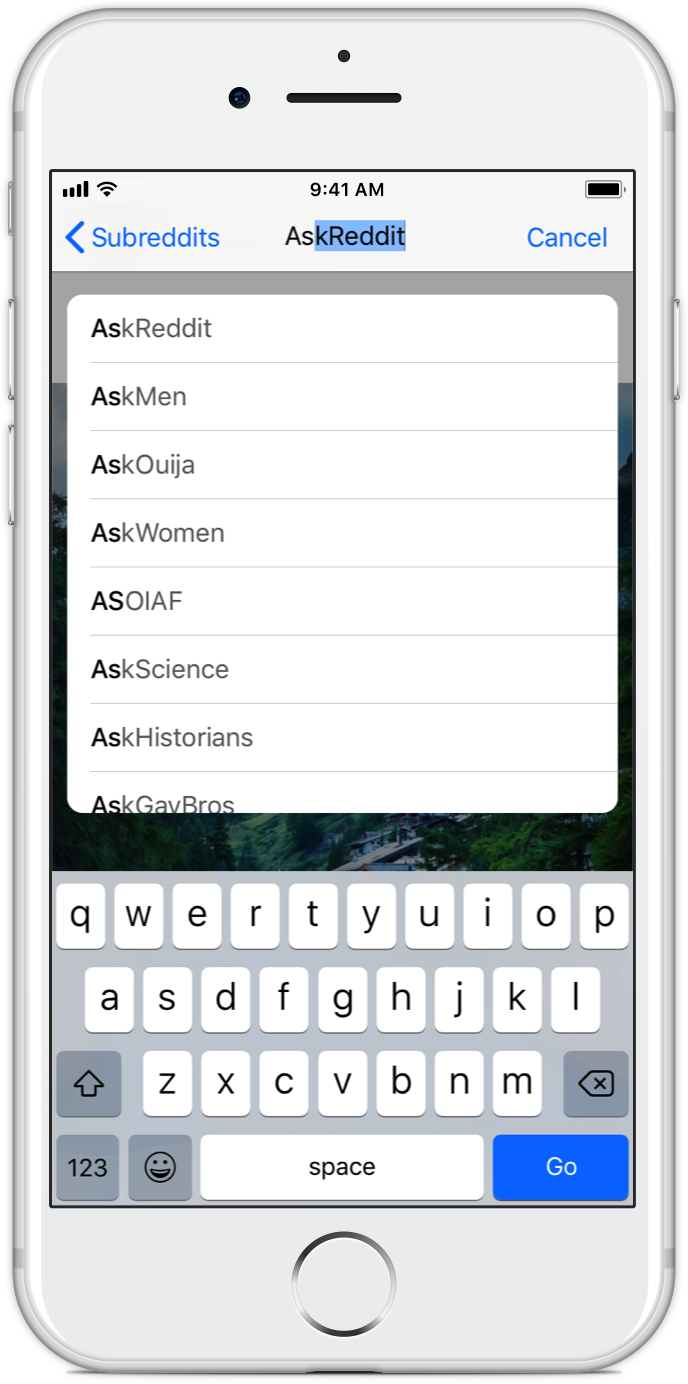 9:41 AM
Subreddits AskReddit Cancel
AskReddit
AskMen
AskOuija
AskWomen
ASOIAF
AskScience
AskHistorians
AskGayBros
q w e r t y u i o p
a s d f g h j k l
z x c v b n m
123 space Go